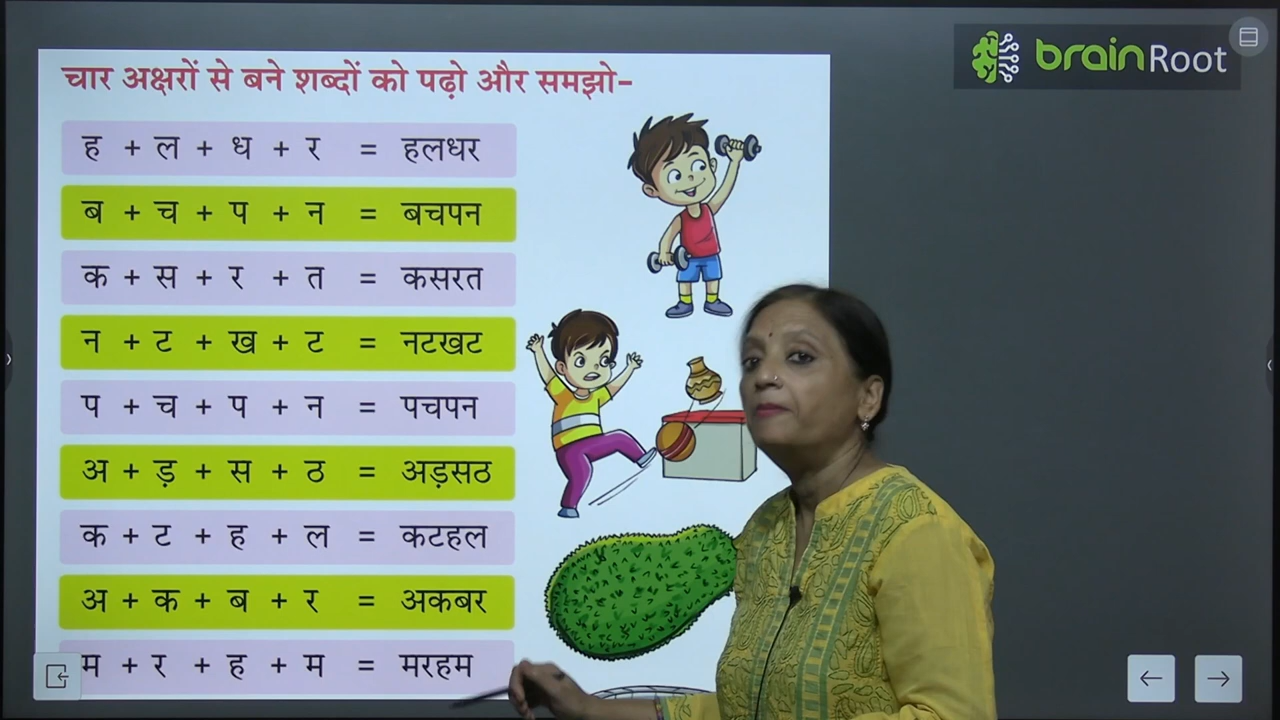 brainRoot
चार अक्षरों से बने शब्दों को पढ़ो और समझो-
ह + ल + ध + र = हलधर
ब + च + प + न = बचपन
क + स + र + त = कसरत
न + ट + ख + ट = नटखट
प + च + प + न = पचपन
अ + ड़ + स + ठ = अड़सठ
क + ट + ह + ल = कटहल
अ + क + ब + र = अकबर
म + र + ह + म = मरहम